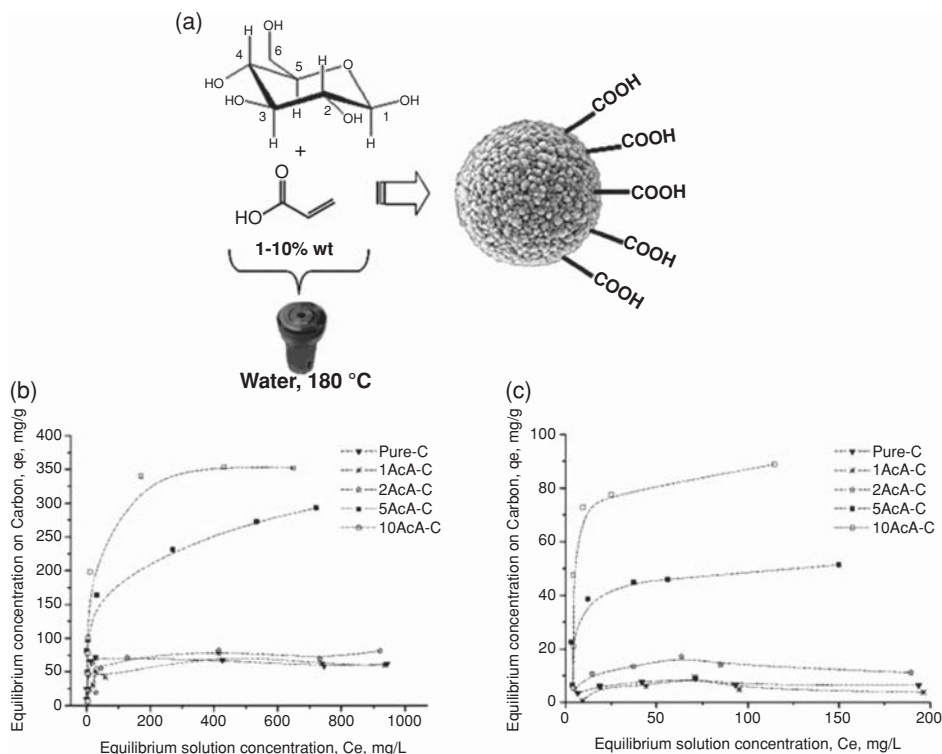 (a)
OH
H
6
4
HO
5
H
O
HO
H
2
OH
3
1
OH
H
H
+
O
HO
1-10% wt
Water, 180 °C
COOH
COOH
COOH
COOH
COOH
(b)
Equilibrium concentration on Carbon, qe, mg/g
400
350
300
250
200
150
100
50
0
0
200
400
600
800
1000
Equilibrium solution concentration, Ce, mg/L
Pure-C
1AcA-C
2AcA-C
5AcA-C
10AcA-C
(c)
Equilibrium concentration on Carbon, qe, mg/g
100
80
60
40
20
0
0
50
100
150
200
Equilibrium solution concentration, Ce, mg/L
Pure-C
1AcA-C
2AcA-C
5AcA-C
10AcA-C